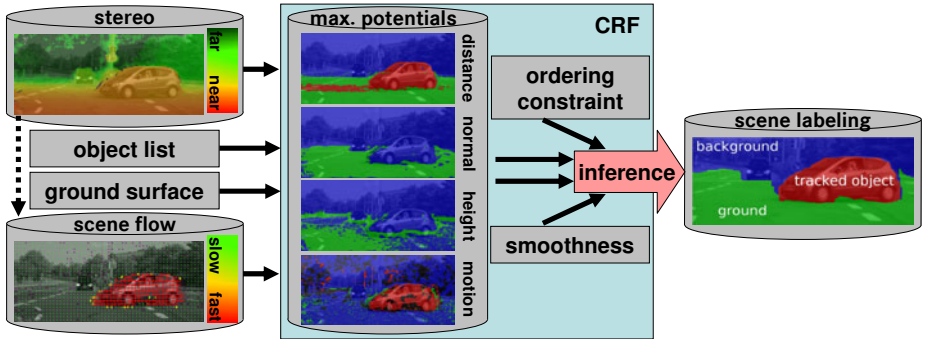 stereo
far
near
object list
ground surface
scene flow
slow
fast
max. potentials
distance
normal
height
motion
CRF
ordering
constraint
inference
smoothness
scene labeling
background
tracked object
ground